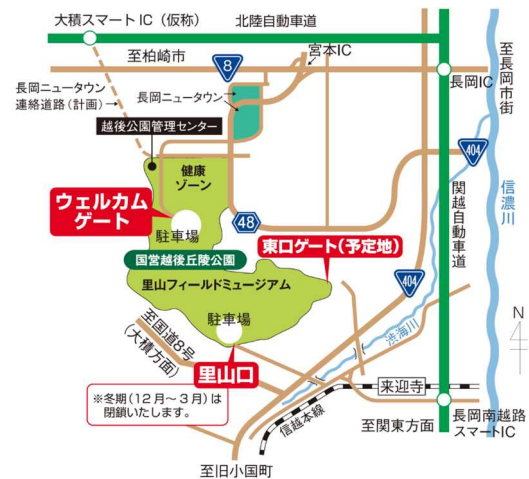 大積スマートIC（仮称）
北陸自動車道
至柏崎市
8
宮本IC
長岡IC
至長岡市街
長岡ニュータウン
連絡道路（計画）
長岡ニュータウン
越後公園管理センター
健康
ゾーン
ウェルカム
ゲート
駐車場
48
404
関越自動車道
信濃川
国営越後丘陵公園
東口ゲート（予定地）
里山フィールドミュージアム
404
駐車場
至国道8号
（大積方面）
里山口
渋海川
N
※冬期（12月～3月）は
閉鎖いたします。
信越本線
来迎寺
至関東方面
長岡南越路
スマートIC
至旧小国町